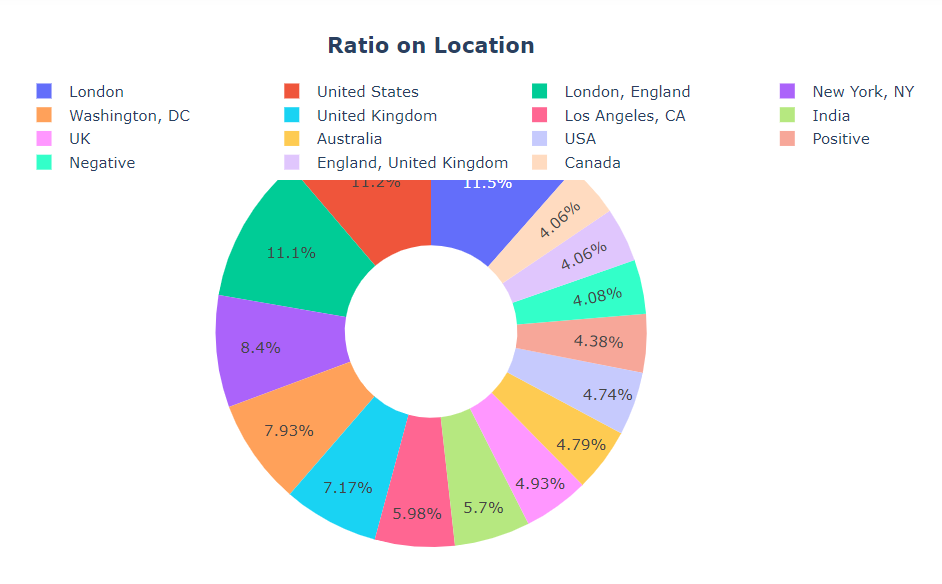 Ratio on Location
London
United States
London, England
New York, NY
Washington, DC
United Kingdom
Los Angeles, CA
India
UK
Australia
USA
Positive
Negative
England, United Kingdom
Canada
11.2%
11.5%
4.06%
11.1%
4.06%
4.08%
4.38%
8.4%
4.74%
7.93%
4.79%
7.17%
4.93%
5.98%
5.7%